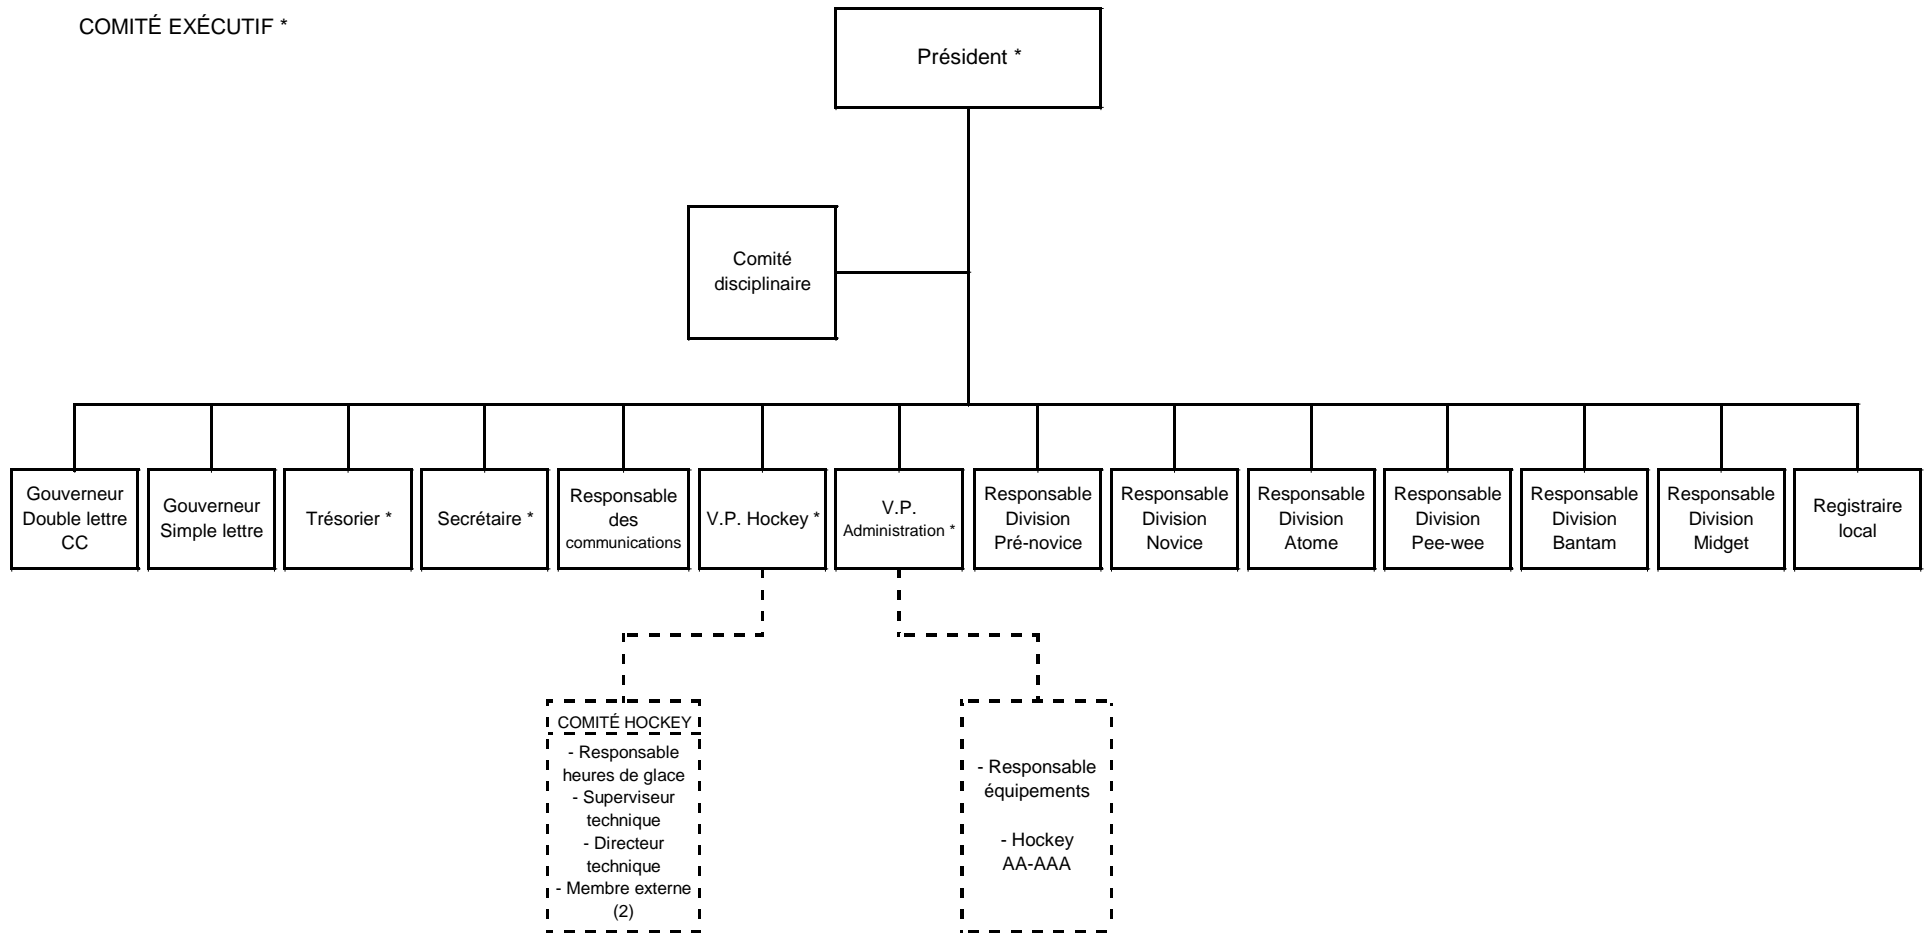 COMITÉ EXÉCUTIF *
Président *
Comité
disciplinaire
Gouverneur
Double lettre
CC
Gouverneur
Simple lettre
Trésorier *
Secrétaire *
Responsable
des
communications
V.P. Hockey *
V.P.
Administration *
Responsable
Division
Pré-novice
Responsable
Division
Novice
Responsable
Division
Atome
Responsable
Division
Pee-wee
Responsable
Division
Bantam
Responsable
Division
Midget
Registraire
local
COMITÉ HOCKEY
- Responsable
heures de glace
- Superviseur
technique
- Directeur
technique
- Membre externe
(2)
- Responsable
équipements
- Hockey
AA-AAA